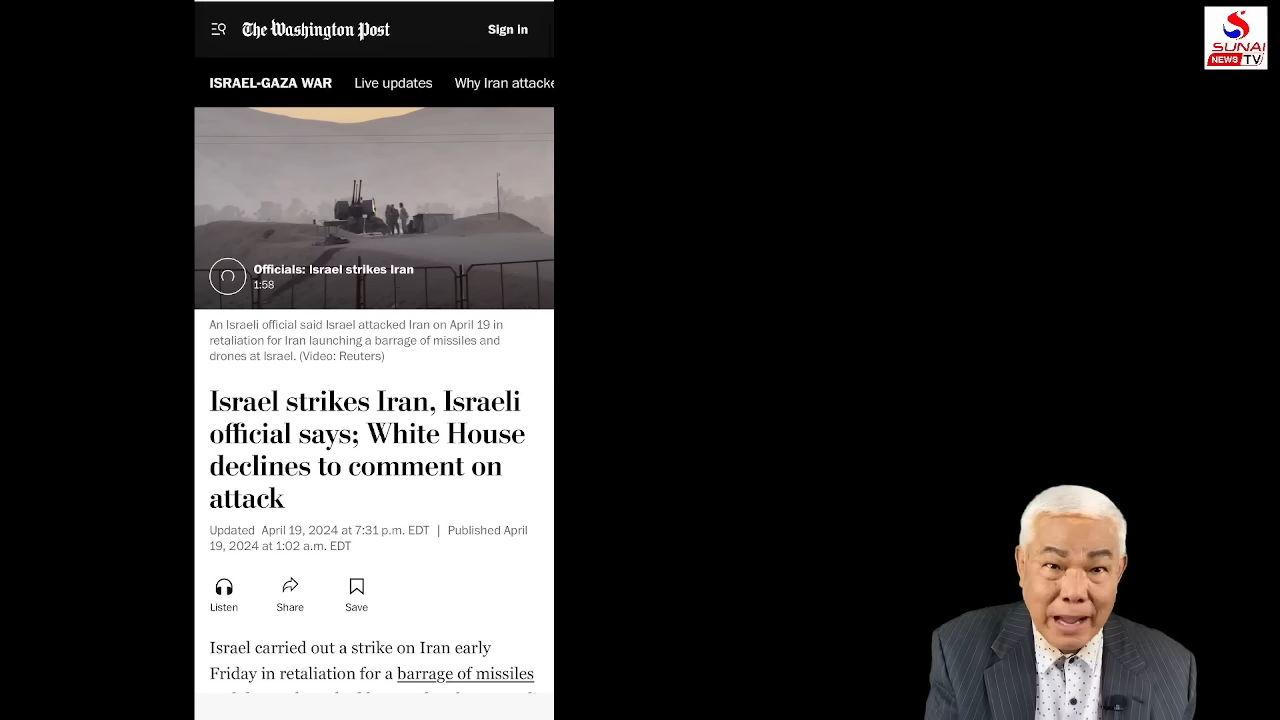 The Washington Post
Sign in
SUNAI
NEWS TV
ISRAEL-GAZA WAR Live updates Why Iran attacke
Officials: Israel strikes Iran
1:58
An Israeli official said Israel attacked Iran on April 19 in
retaliation for Iran launching a barrage of missiles and
drones at Israel. (Video: Reuters)
Israel strikes Iran, Israeli
official says; White House
declines to comment on
attack
Updated April 19, 2024 at 7:31 p.m. EDT | Published April
19, 2024 at 1:02 a.m. EDT
Listen Share Save
Israel carried out a strike on Iran early
Friday in retaliation for a barrage of missiles